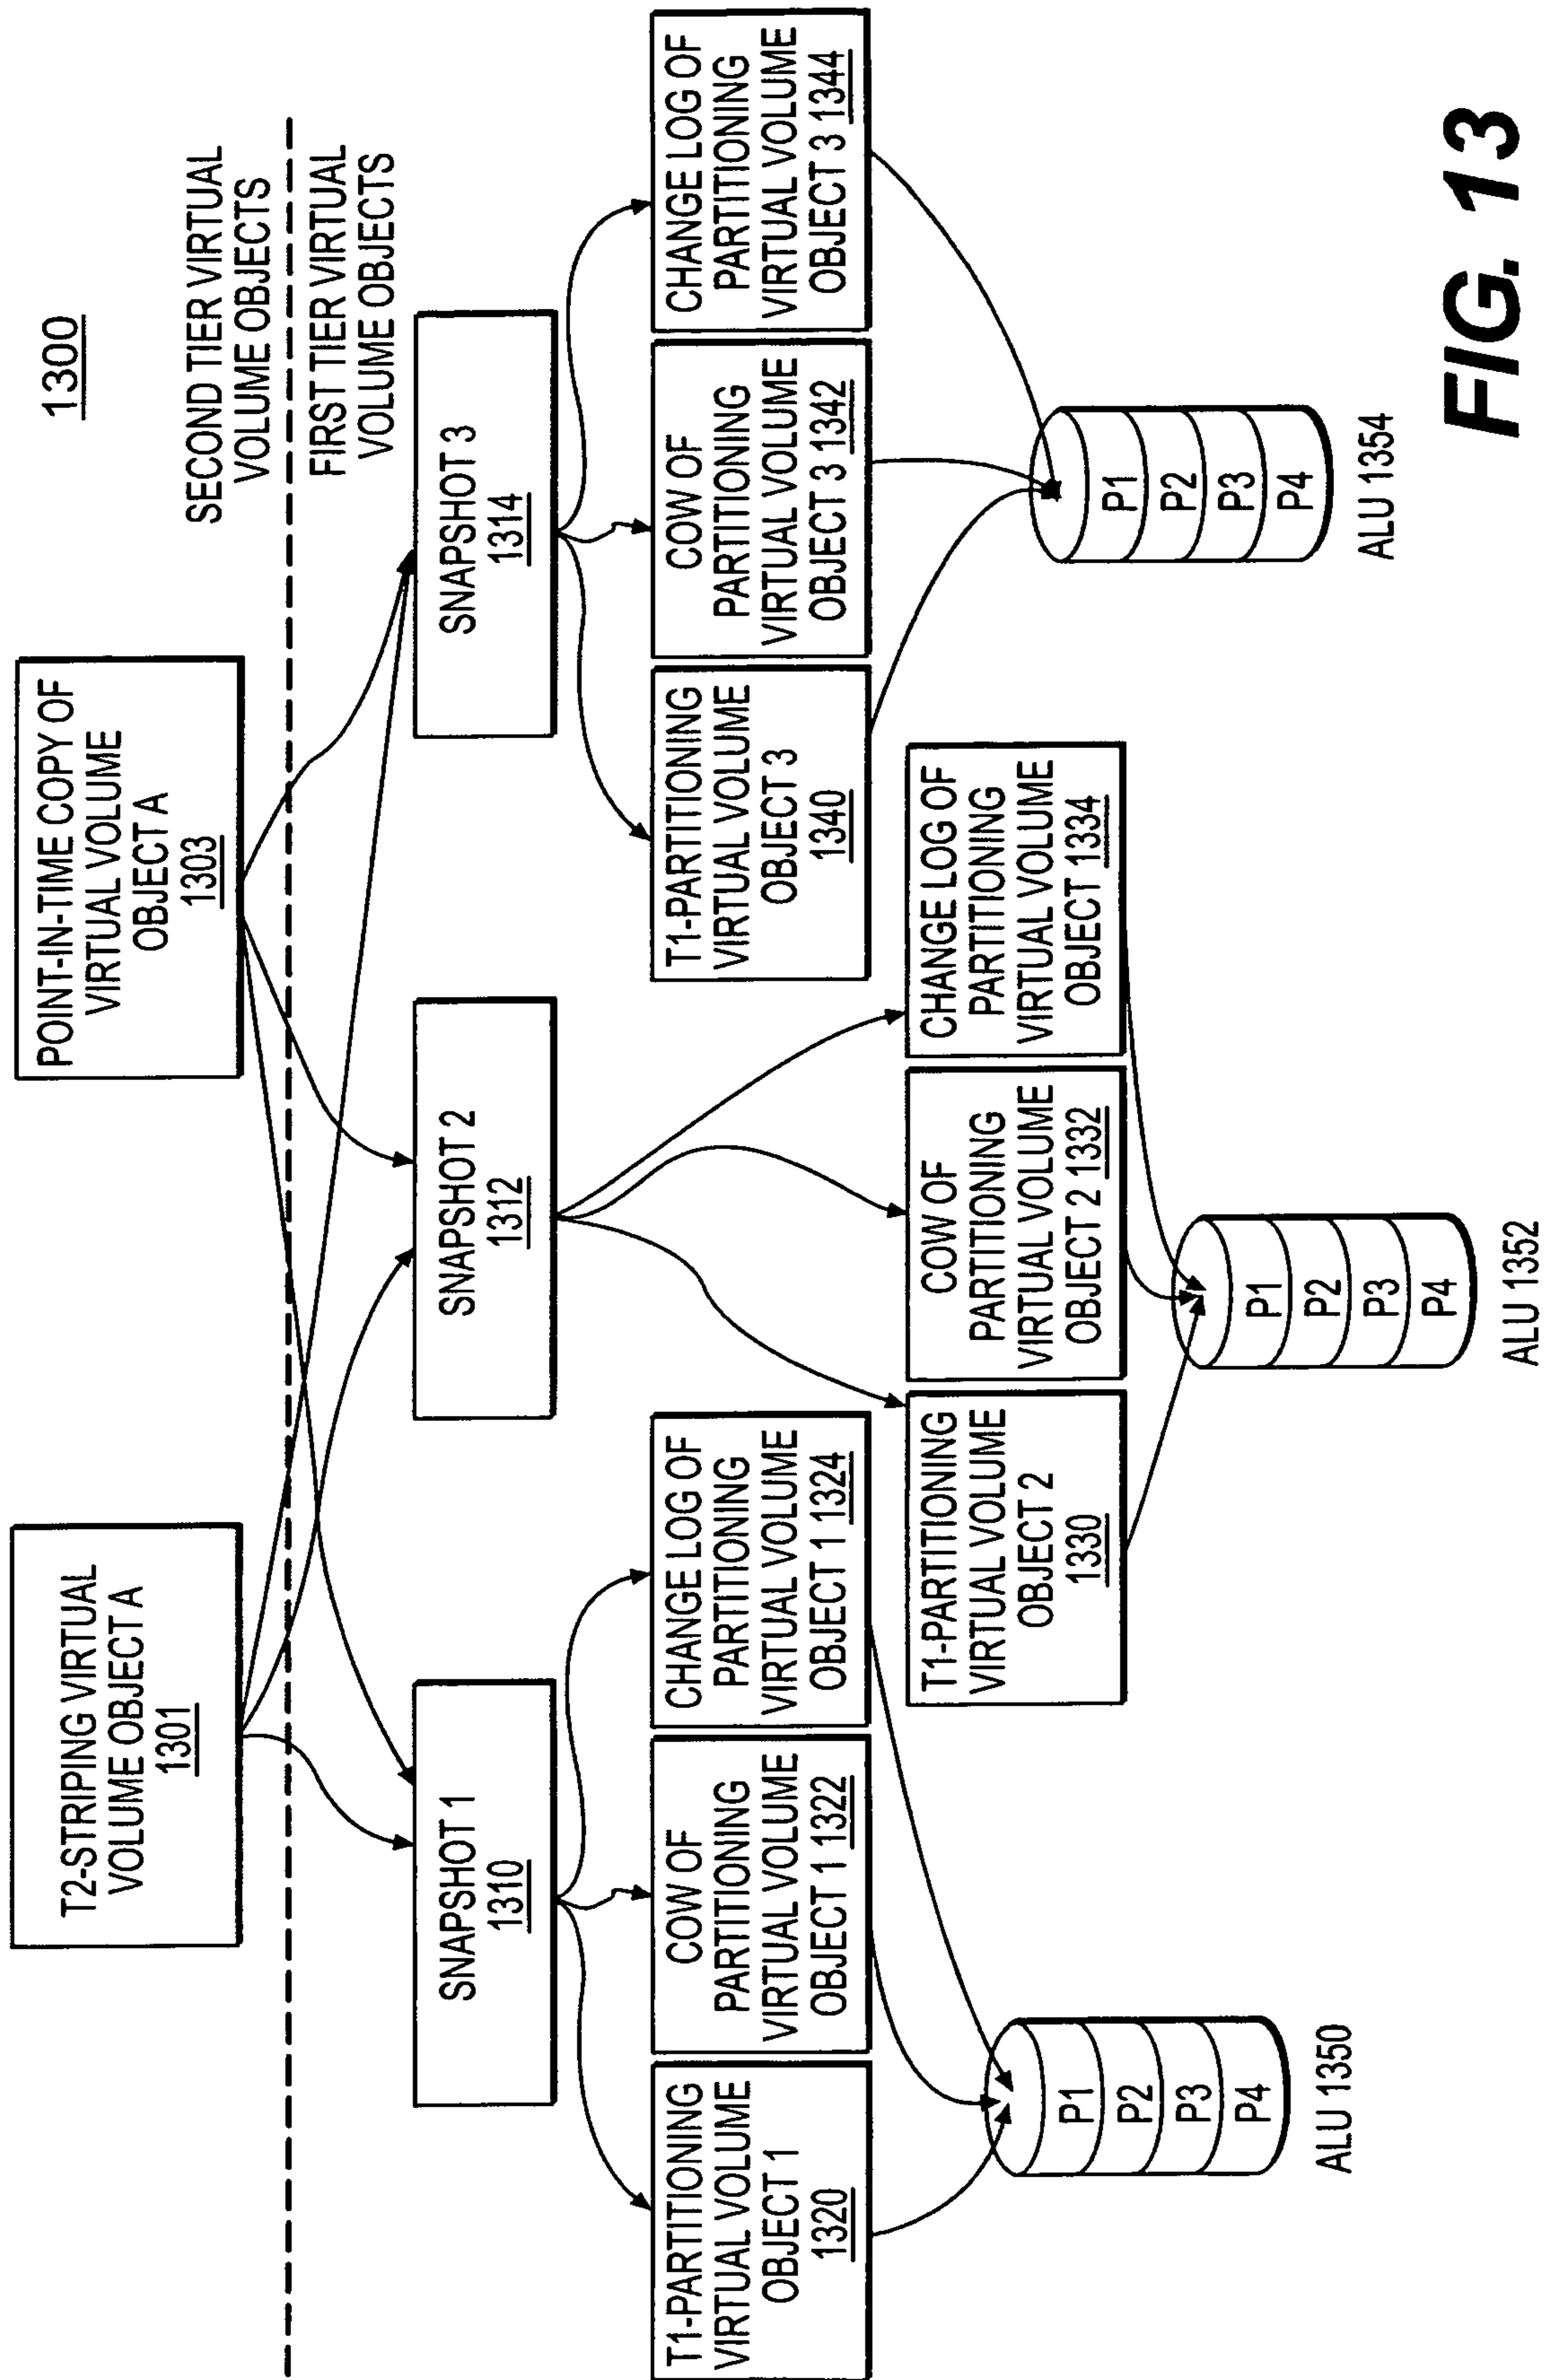 1300
T2-STRIPING VIRTUAL
VOLUME OBJECT A
1301
POINT-IN-TIME COPY OF
VIRTUAL VOLUME
OBJECT A
1303
SECOND TIER VIRTUAL
VOLUME OBJECTS
FIRST TIER VIRTUAL
VOLUME OBJECTS
SNAPSHOT 1
1310
SNAPSHOT 2
1312
SNAPSHOT 3
1314
T1-PARTITIONING
VIRTUAL VOLUME
OBJECT 1
1320
COW OF
PARTITIONING
VIRTUAL VOLUME
OBJECT 1 1322
CHANGE LOG OF
PARTITIONING
VIRTUAL VOLUME
OBJECT 1 1324
T1-PARTITIONING
VIRTUAL VOLUME
OBJECT 2
1330
COW OF
PARTITIONING
VIRTUAL VOLUME
OBJECT 2 1332
CHANGE LOG OF
PARTITIONING
VIRTUAL VOLUME
OBJECT 1334
T1-PARTITIONING
VIRTUAL VOLUME
OBJECT 3
1340
COW OF
PARTITIONING
VIRTUAL VOLUME
OBJECT 3 1342
CHANGE LOG OF
PARTITIONING
VIRTUAL VOLUME
OBJECT 3 1344
P1
P2
P3
P4
ALU 1350
P1
P2
P3
P4
ALU 1352
P1
P2
P3
P4
ALU 1354
FIG. 13